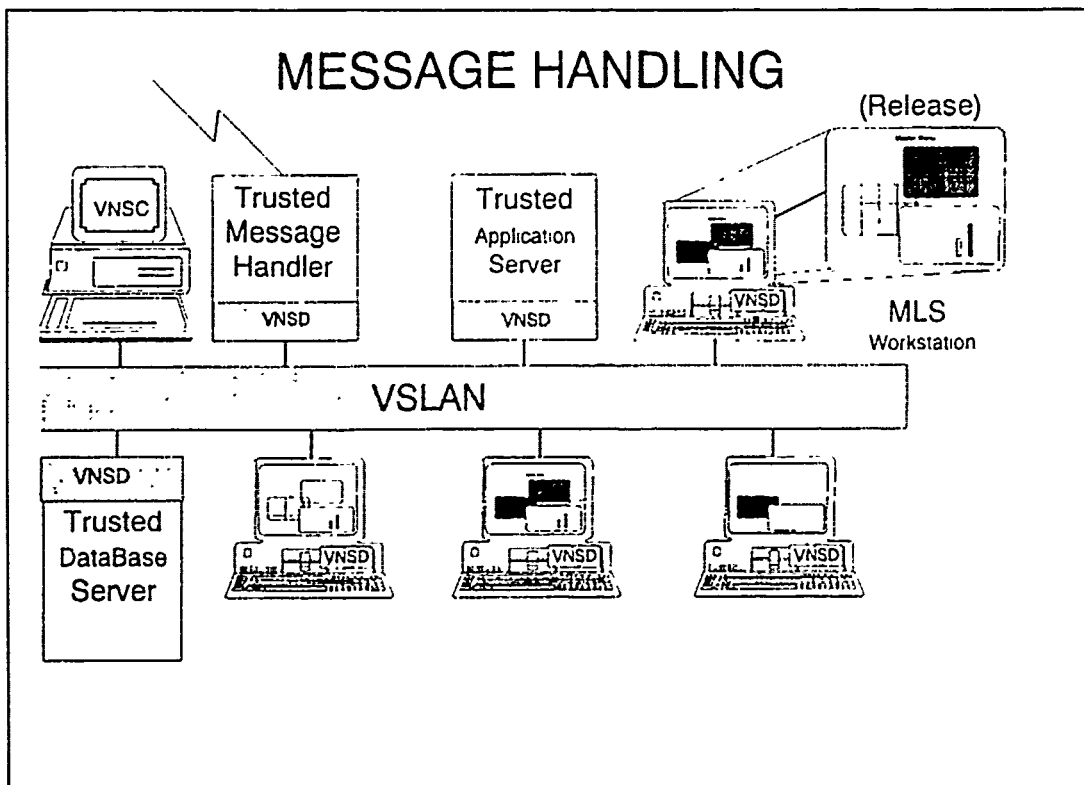 MESSAGE HANDLING
(Release)
VNSC
Trusted
Message
Handler
VNSD
Trusted
Application
Server
VNSD
VNSD
MLS
Workstation
VSLAN
VNSD
Trusted
DataBase
Server
VNSD
VNSD
VNSD